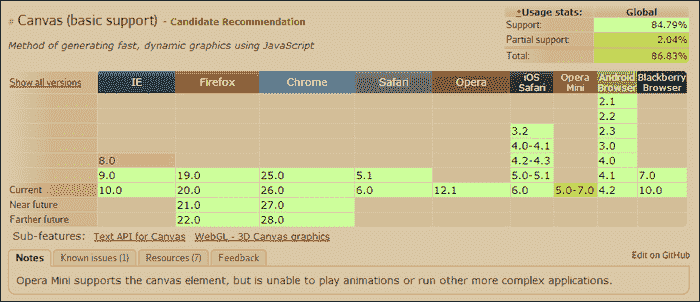 # Canvas (basic support) - Candidate Recommendation
*Usage stats: Global
Support: 84.79%
Partial support: 2.04%
Total: 86.83%
Method of generating fast, dynamic graphics using JavaScript
Show all versions IE Firefox Chrome Safari Opera iOS Safari Opera Mini Android Browser Blackberry Browser
2.1
2.2
3.2 2.3
4.0-4.1 3.0
8.0 4.2-4.3 4.0
9.0 19.0 25.0 5.1 5.0-5.1 4.1 7.0
Current 10.0 20.0 26.0 6.0 12.1 6.0 5.0-7.0 4.2 10.0
Near future 21.0 27.0
Farther future 22.0 28.0
Sub-features: Text API for Canvas WebGL - 3D Canvas graphics
Notes Known issues (1) Resources (7) Feedback Edit on GitHub
Opera Mini supports the canvas element, but is unable to play animations or run other more complex applications.